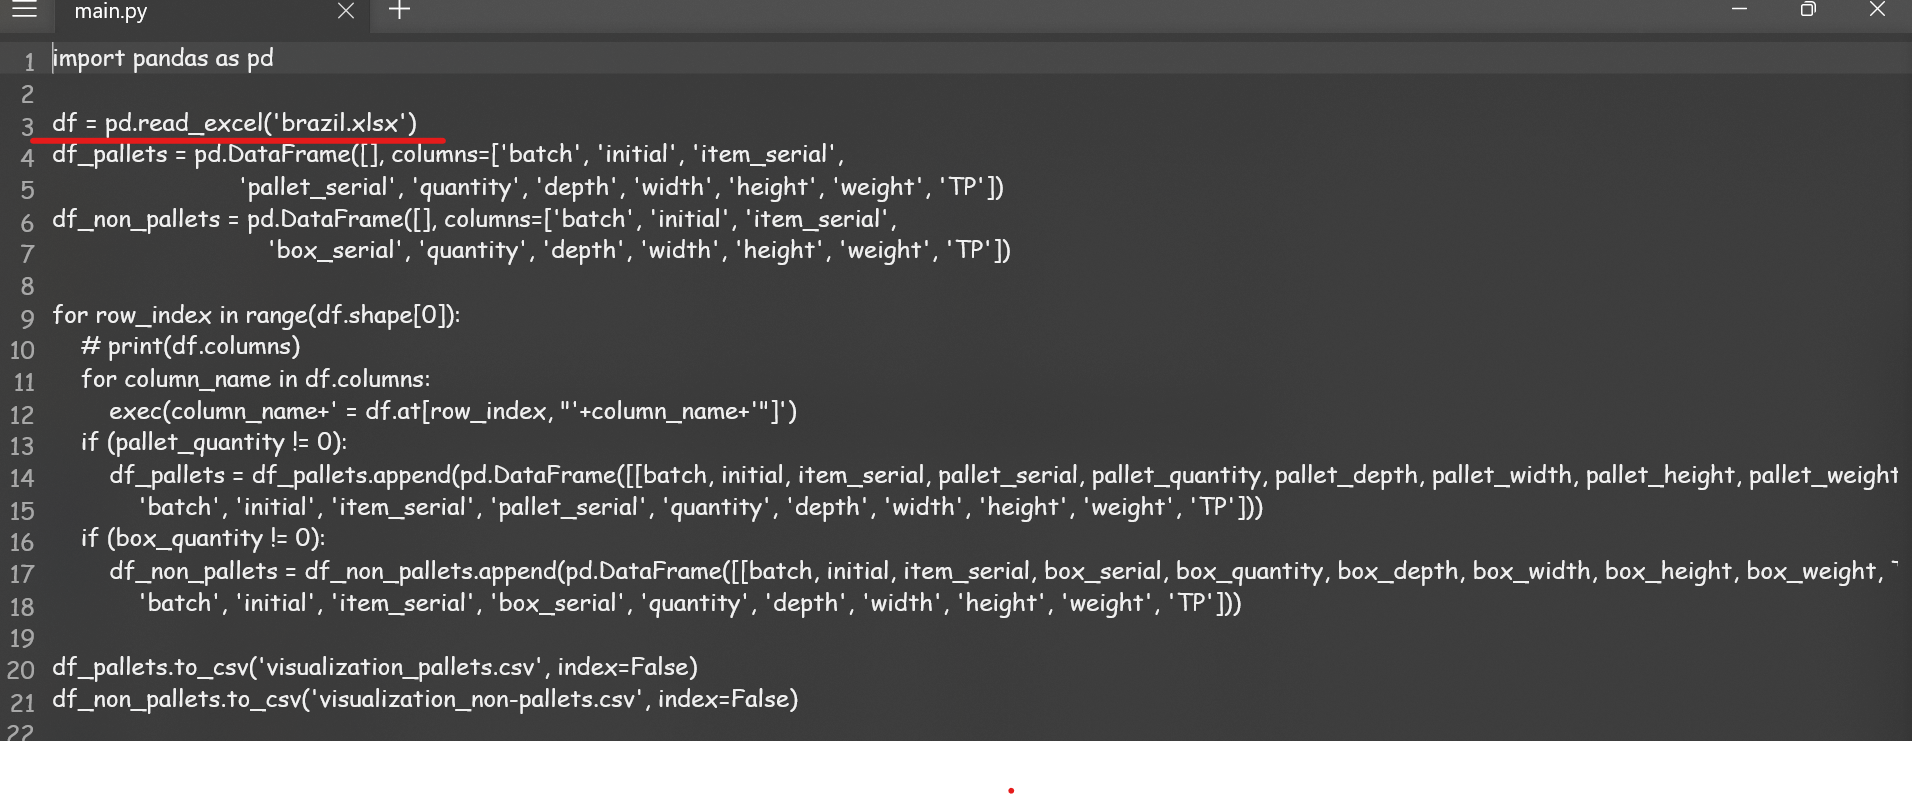 main.py
1 import pandas as pd
2
3 df = pd.read_excel('brazil.xlsx')
4 df_pallets = pd.DataFrame([], columns=['batch', 'initial', 'item_serial',
5 'pallet_serial', 'quantity', 'depth', 'width', 'height', 'weight', 'TP'])
6 df_non_pallets = pd.DataFrame([], columns=['batch', 'initial', 'item_serial',
7 'box_serial', 'quantity', 'depth', 'width', 'height', 'weight', 'TP'])
8
9 for row_index in range(df.shape[0]):
10 # print(df.columns)
11 for column_name in df.columns:
12 exec(column_name+' = df.at[row_index, "'+column_name+'"]')
13 if (pallet_quantity != 0):
14 df_pallets = df_pallets.append(pd.DataFrame([[batch, initial, item_serial, pallet_serial, pallet_quantity, pallet_depth, pallet_width, pallet_height, pallet_weight
15 'batch', 'initial', 'item_serial', 'pallet_serial', 'quantity', 'depth', 'width', 'height', 'weight', 'TP']))
16 if (box_quantity != 0):
17 df_non_pallets = df_non_pallets.append(pd.DataFrame([[batch, initial, item_serial, box_serial, box_quantity, box_depth, box_width, box_height, box_weight,
18 'batch', 'initial', 'item_serial', 'box_serial', 'quantity', 'depth', 'width', 'height', 'weight', 'TP']))
19
20 df_pallets.to_csv('visualization_pallets.csv', index=False)
21 df_non_pallets.to_csv('visualization_non-pallets.csv', index=False)
22